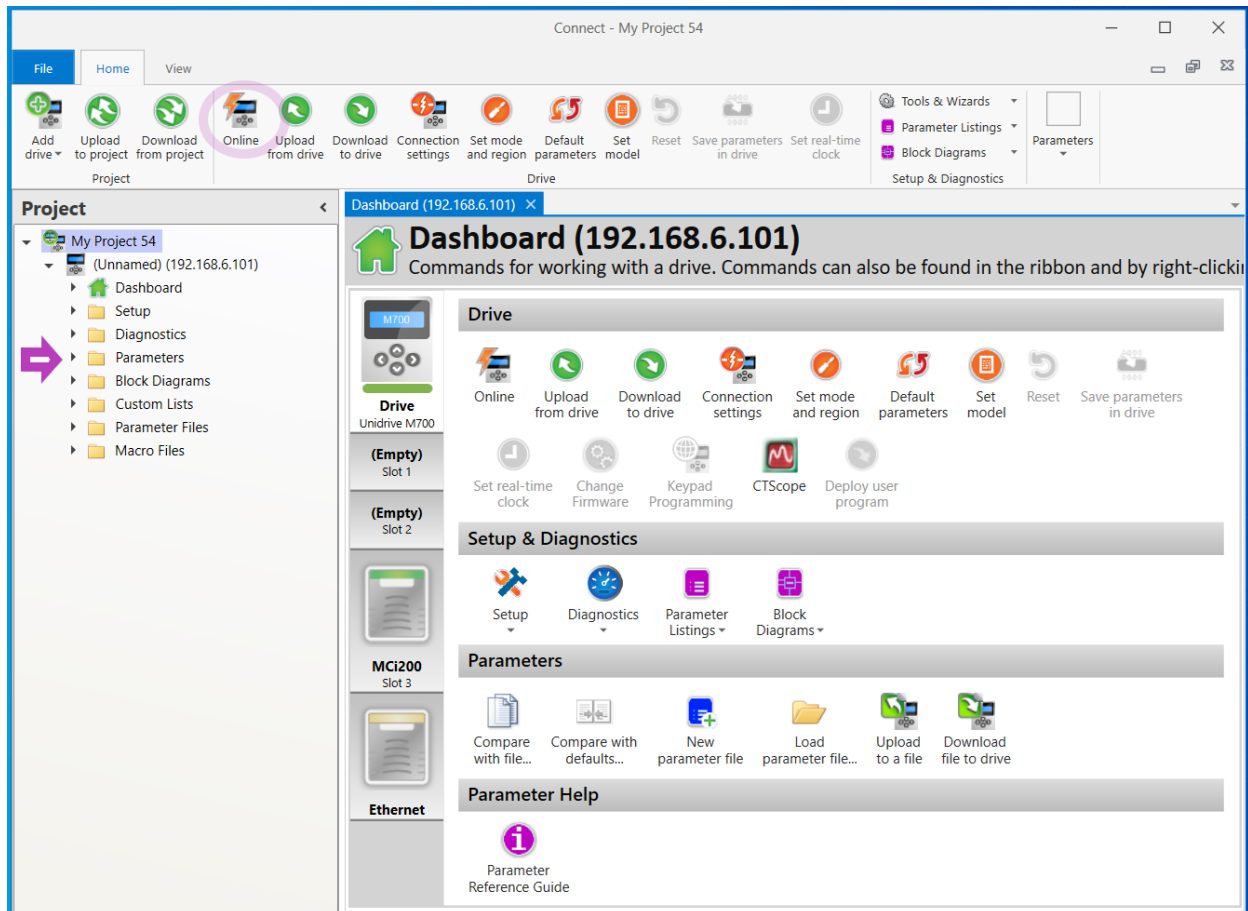 Connect - My Project 54
File Home View
Add drive
Upload to project
Download from project
Online
Upload from drive
Download to drive
Connection settings
Set mode and region
Default parameters
Set model
Reset
Save parameters in drive
Set real-time clock
Tools & Wizards
Parameter Listings
Block Diagrams
Parameters
Project
Drive
Setup & Diagnostics
Project
My Project 54
(Unnamed) (192.168.6.101)
Dashboard
Setup
Diagnostics
Parameters
Block Diagrams
Custom Lists
Parameter Files
Macro Files
Dashboard (192.168.6.101)
Dashboard (192.168.6.101)
Commands for working with a drive. Commands can also be found in the ribbon and by right-clicki
M700
Drive
Unidrive M700
(Empty)
Slot 1
(Empty)
Slot 2
MCi200
Slot 3
Ethernet
Drive
Online
Upload from drive
Download to drive
Connection settings
Set mode and region
Default parameters
Set model
Reset
Save parameters in drive
Set real-time clock
Change Firmware
Keypad Programming
CTScope
Deploy user program
Setup & Diagnostics
Setup
Diagnostics
Parameter Listings
Block Diagrams
Parameters
Compare with file...
Compare with defaults...
New parameter file
Load parameter file...
Upload to a file
Download file to drive
Parameter Help
Parameter Reference Guide